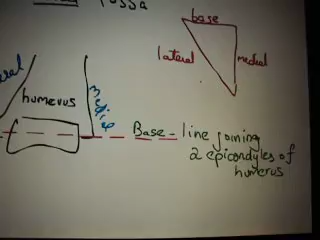 fossa
base
lateral
medial
humerus
medial
Base - line joining
2 epicondyles of
humerus